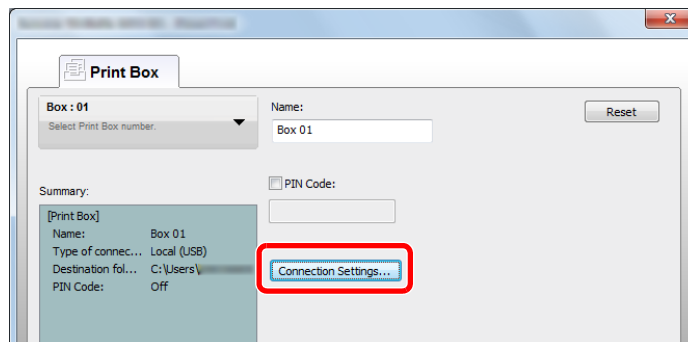 Print Box
Box : 01
Select Print Box number.
Name:
Box 01
Reset
PIN Code:
Summary:
[Print Box]
Name: Box 01
Type of connec... Local (USB)
Destination fol... C:\Users\
PIN Code: Off
Connection Settings...